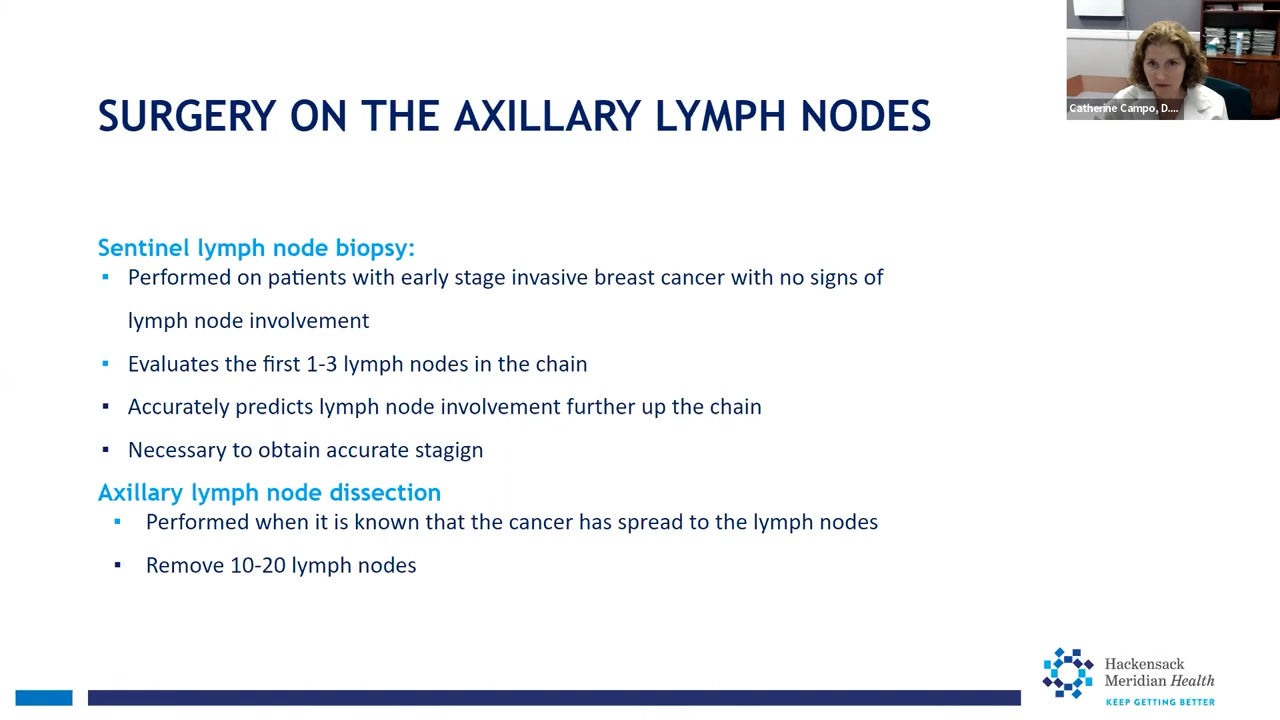 Catherine Campo, D....
SURGERY ON THE AXILLARY LYMPH NODES
Sentinel lymph node biopsy:
▪ Performed on patients with early stage invasive breast cancer with no signs of
lymph node involvement
▪ Evaluates the first 1-3 lymph nodes in the chain
▪ Accurately predicts lymph node involvement further up the chain
▪ Necessary to obtain accurate stagign
Axillary lymph node dissection
▪ Performed when it is known that the cancer has spread to the lymph nodes
▪ Remove 10-20 lymph nodes
Hackensack
Meridian Health
KEEP GETTING BETTER